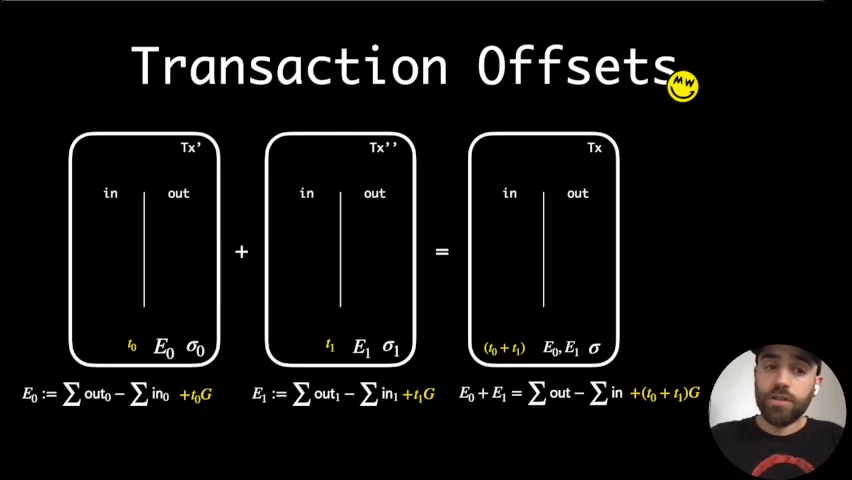 Transaction Offsets
MW
Tx' Tx'' Tx
in out in out in out
+ =
t₀ E₀ σ₀ t₁ E₁ σ₁ (t₀ + t₁) E₀, E₁ σ
E₀ := ∑ out₀ − ∑ in₀ +t₀G E₁ := ∑ out₁ − ∑ in₁ +t₁G E₀ + E₁ = ∑ out − ∑ in +(t₀ + t₁)G